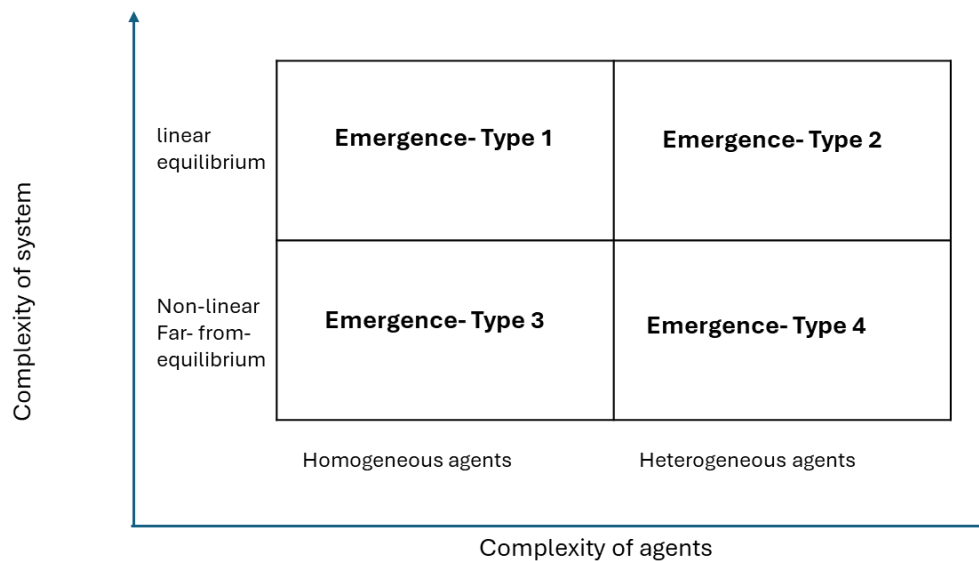 linear
equilibrium
Emergence- Type 1
Emergence- Type 2
Complexity of system
Non-linear
Far- from-
equilibrium
Emergence- Type 3
Emergence- Type 4
Homogeneous agents
Heterogeneous agents
Complexity of agents